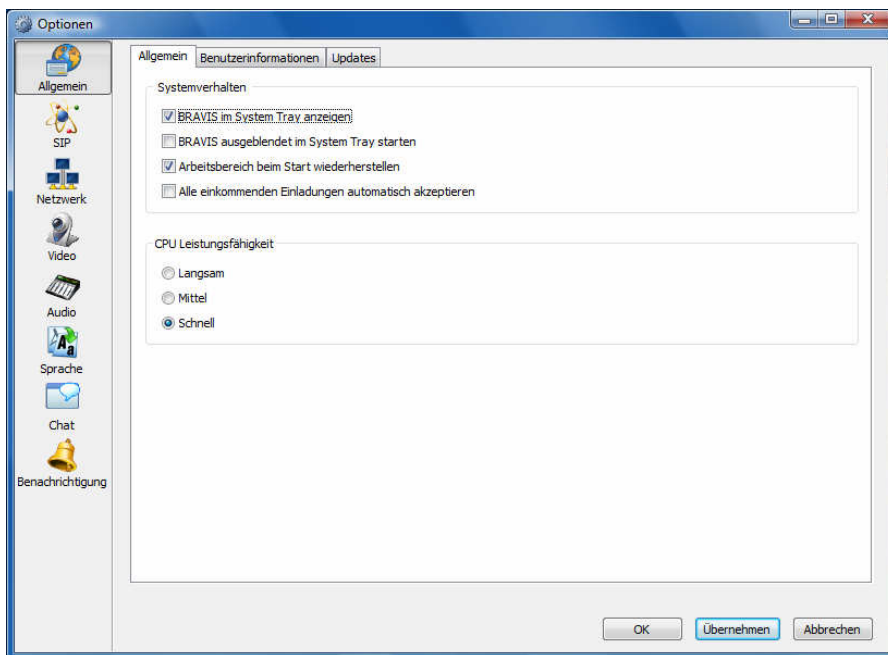 Optionen
Allgemein
SIP
Netzwerk
Video
Audio
Sprache
Chat
Benachrichtigung
Allgemein
Benutzerinformationen
Updates
Systemverhalten
BRAVIS im System Tray anzeigen
BRAVIS ausgeblendet im System Tray starten
Arbeitsbereich beim Start wiederherstellen
Alle einkommenden Einladungen automatisch akzeptieren
CPU Leistungsfähigkeit
Langsam
Mittel
Schnell
OK
Übernehmen
Abbrechen